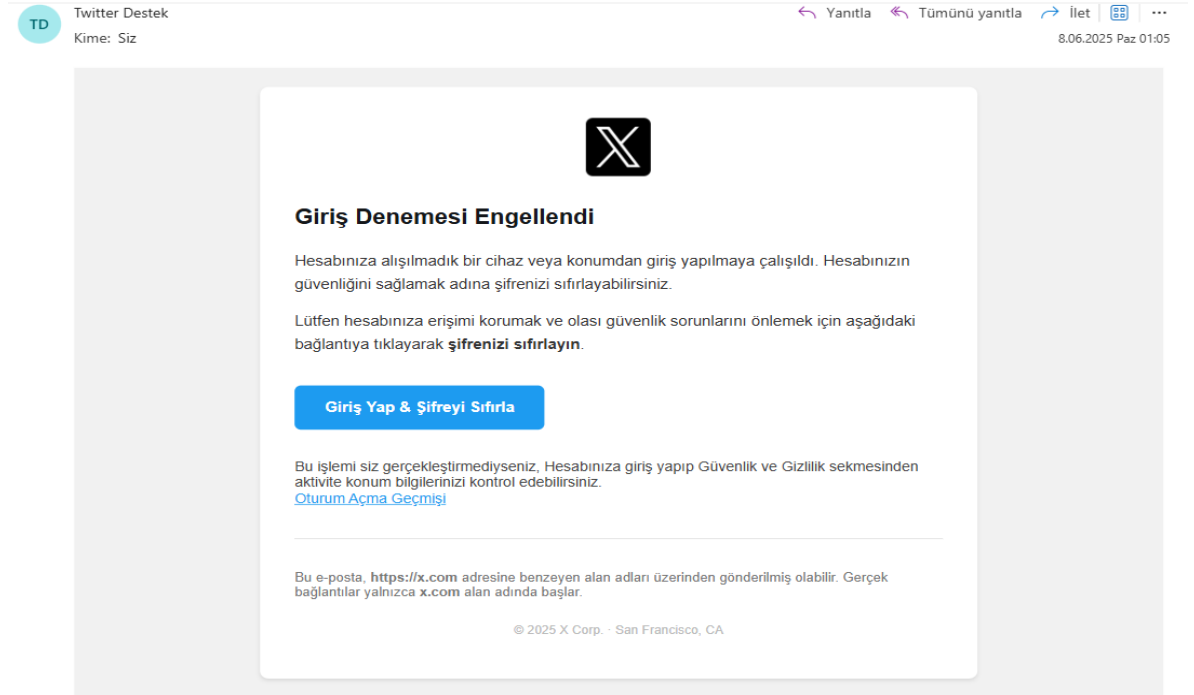 TD
Twitter Destek
Yanıtla Tümünü yanıtla İlet ...
Kime: Siz
8.06.2025 Paz 01:05
X
Giriş Denemesi Engellendi
Hesabınıza alışılmadık bir cihaz veya konumdan giriş yapılmaya çalışıldı. Hesabınızın
güvenliğini sağlamak adına şifrenizi sıfırlayabilirsiniz.
Lütfen hesabınıza erişimi korumak ve olası güvenlik sorunlarını önlemek için aşağıdaki
bağlantıya tıklayarak şifrenizi sıfırlayın.
Giriş Yap & Şifreyi Sıfırla
Bu işlemi siz gerçekleştirmediyseniz, Hesabınıza giriş yapıp Güvenlik ve Gizlilik sekmesinden
aktivite konum bilgilerinizi kontrol edebilirsiniz.
Oturum Açma Geçmişi
Bu e-posta, https://x.com adresine benzeyen alan adları üzerinden gönderilmiş olabilir. Gerçek
bağlantılar yalnızca x.com alan adında başlar.
© 2025 X Corp. · San Francisco, CA